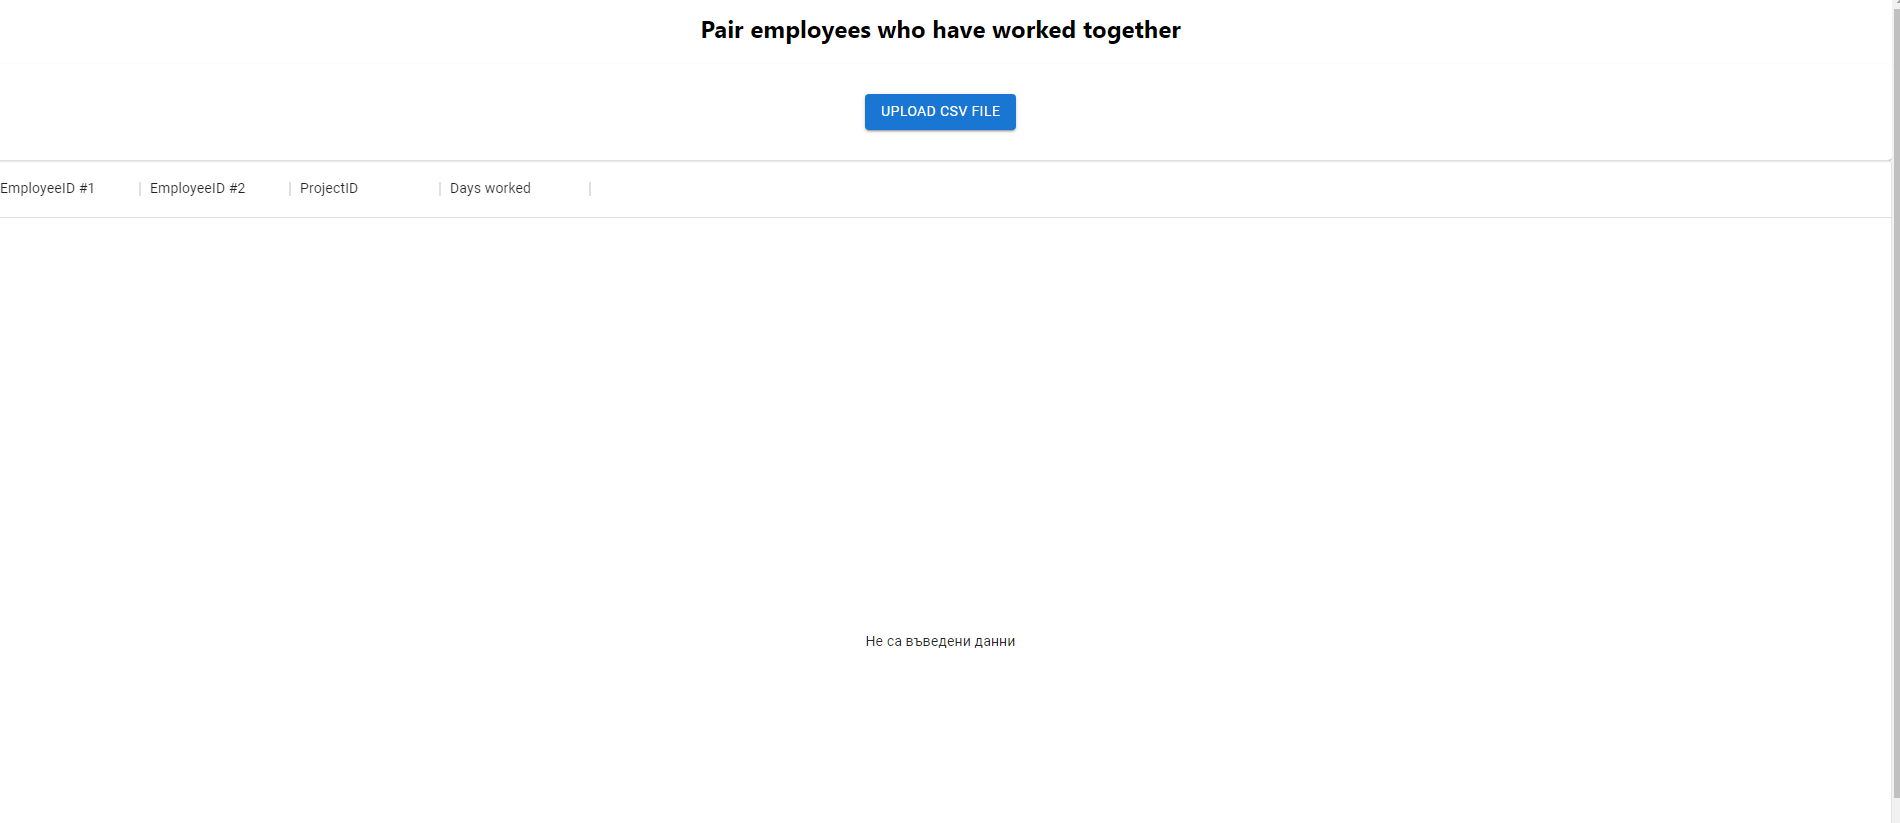 Pair employees who have worked together
UPLOAD CSV FILE
EmployeeID #1 | EmployeeID #2 | ProjectID | Days worked |
Не са въведени данни